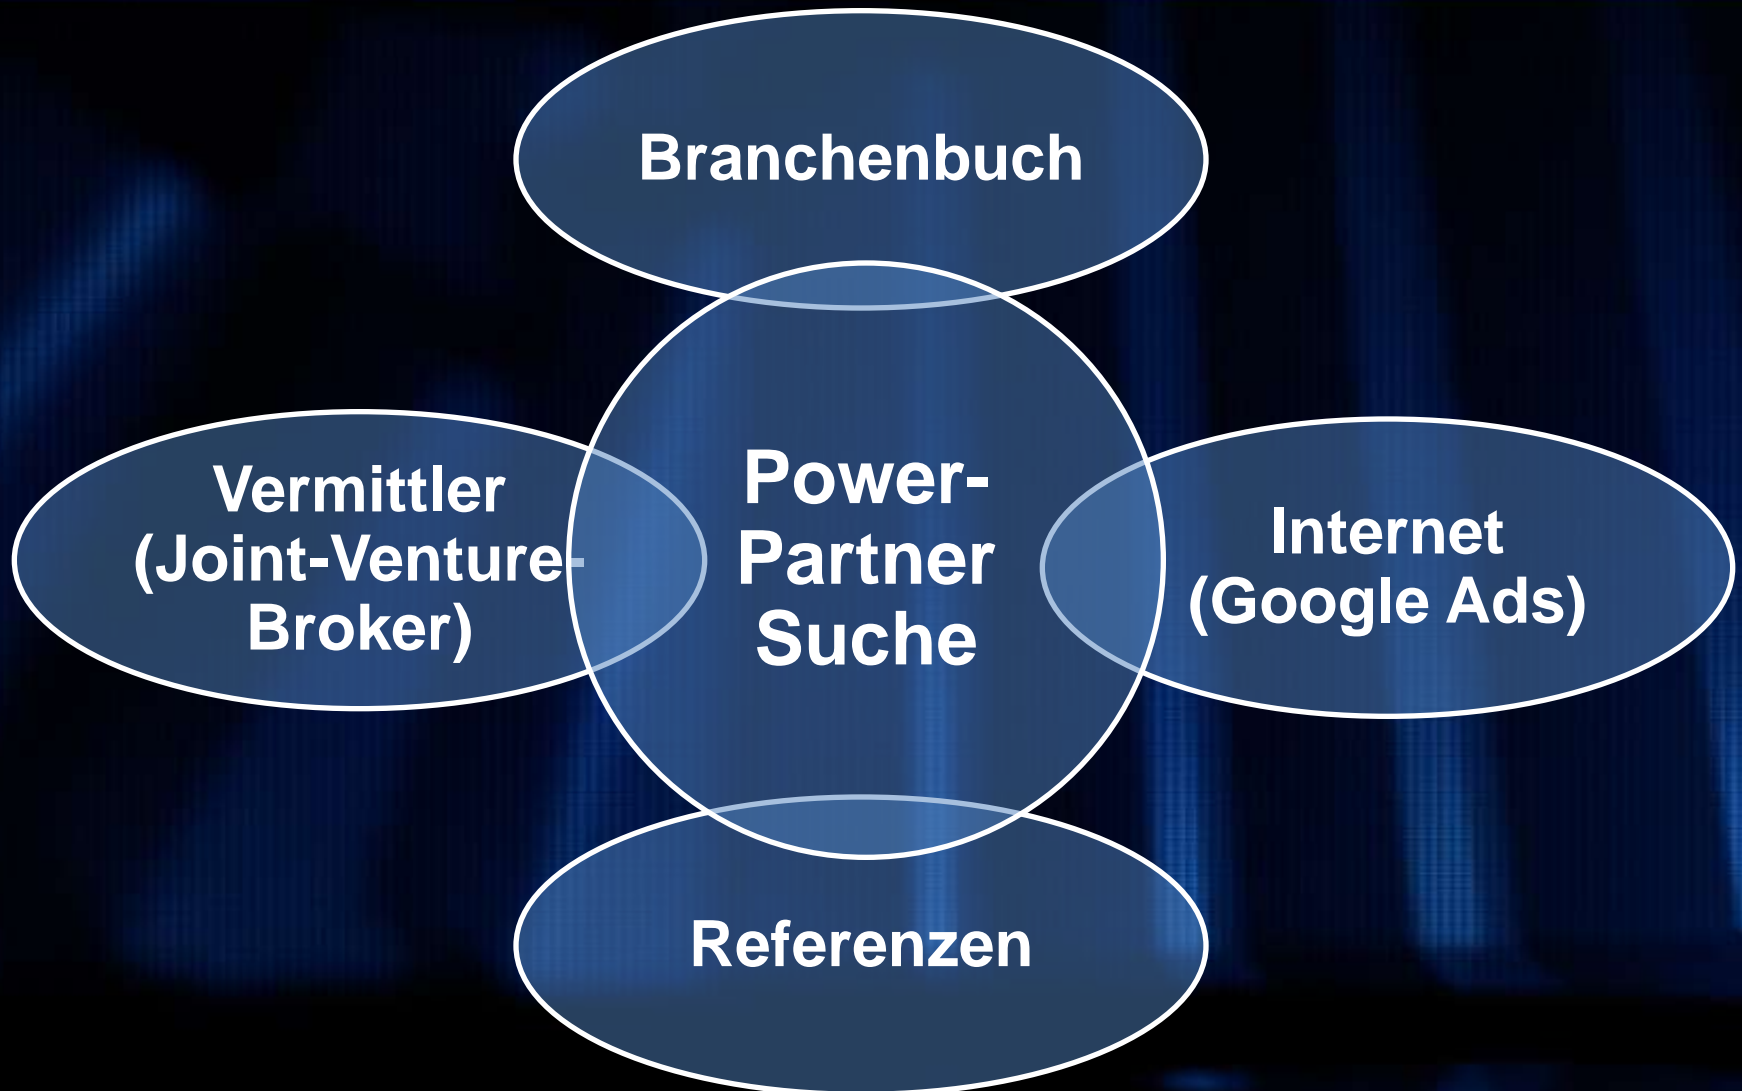 Branchenbuch
Vermittler
(Joint-Venture-
Broker)
Power-
Partner
Suche
Internet
(Google Ads)
Referenzen